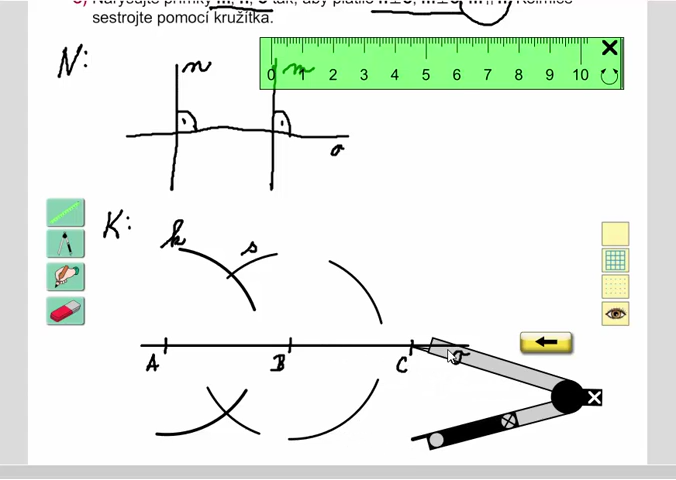 sestrojte pomocí kružítka.
N:
n
m
0 1 2 3 4 5 6 7 8 9 10
o
K:
k
s
A B C